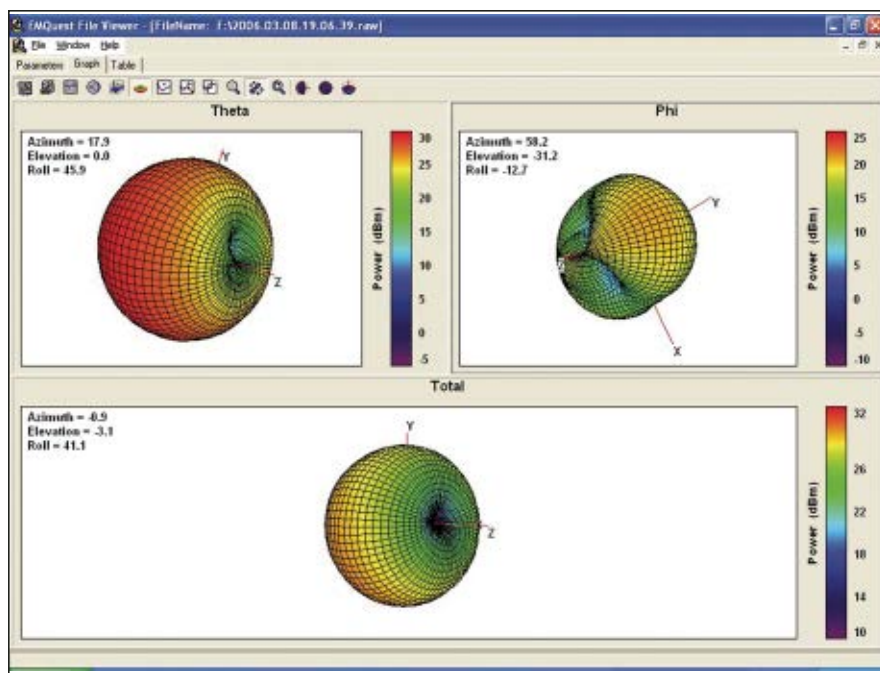 EMQuest File Viewer - [FileName: f:\2006.03.08.19.06.39.raw]
File Window Help
Parameters Graph Table
Theta
Azimuth = 17.9
Elevation = 0.0
Roll = 45.9
Y
Z
Power (dBm)
30
25
20
15
10
5
0
-5
Phi
Azimuth = 58.2
Elevation = -31.2
Roll = -12.7
Y
X
Power (dBm)
25
20
15
10
5
0
-5
-10
Total
Azimuth = -0.9
Elevation = -3.1
Roll = 41.1
Y
Z
Power (dBm)
32
26
22
18
14
10